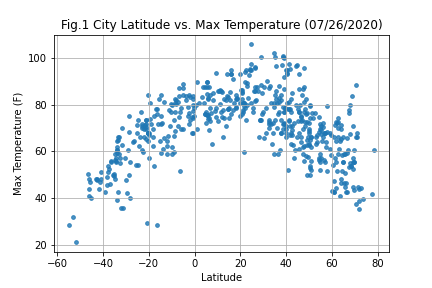 Fig.1 City Latitude vs. Max Temperature (07/26/2020)
100
80
60
40
20
Max Temperature (F)
−60 −40 −20 0 20 40 60 80
Latitude